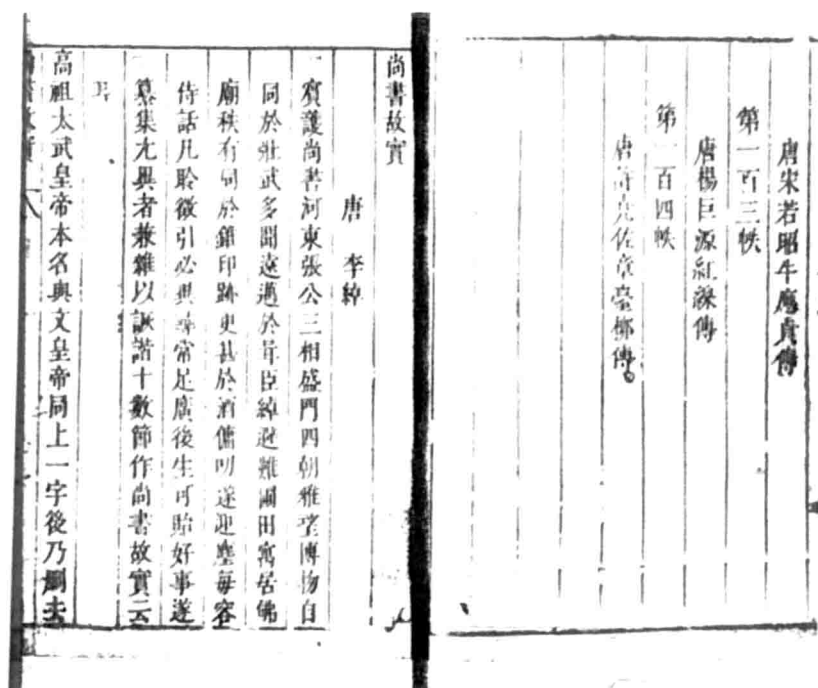 唐宋若昭牛應貞傳
第一百三帙
唐楊巨源紅線傳
第一百四帙
唐許堯佐章臺柳傳
尚書故實
唐 李綽
賓護尚書河東張公三相盛門四朝雅望博物自
同於壯武多聞遠邁於胥臣綽避難圃田寓居佛
廟秩有同於印跡更甚於酒傭叨遂迎塵每容
侍話凡聆徵引必異尋常足廣後生可貽好事遂
纂集尤異者兼雜以詼諧十數節作尚書故實云
耳
高祖太武皇帝本名與文皇帝同上一字後乃刪去